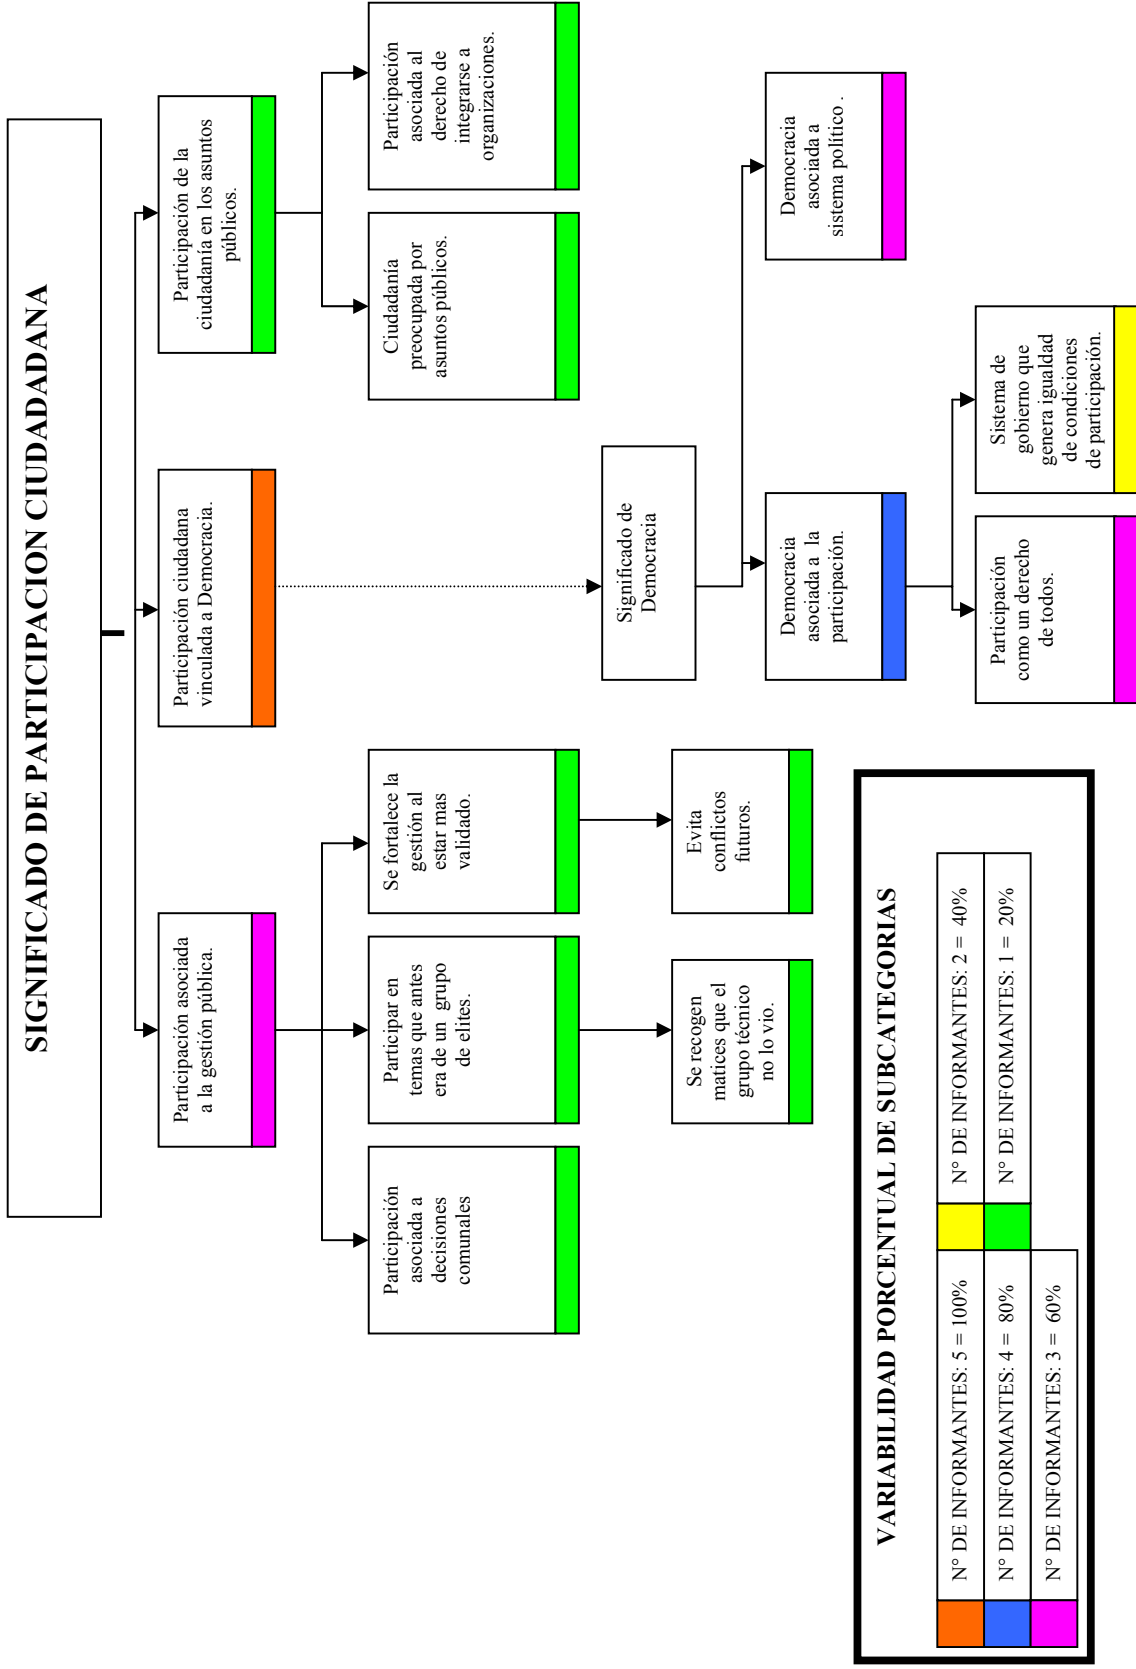 SIGNIFICADO DE PARTICIPACION CIUDADADANA
Participación asociada
a la gestión pública.
Participación ciudadana
vinculada a Democracia.
Participación de la
ciudadanía en los asuntos
públicos.
Participación
asociada a
decisiones
comunales
Participar en
temas que antes
era de un grupo
de elites.
Se fortalece la
gestión al
estar mas
validado.
Ciudadanía
preocupada por
asuntos públicos.
Participación
asociada al
derecho de
integrarse a
organizaciones.
Se recogen
matices que el
grupo técnico
no lo vio.
Evita
conflictos
futuros.
Significado de
Democracia
Democracia
asociada a la
participación.
Democracia
asociada a
sistema político .
Participación
como un derecho
de todos.
Sistema de
gobierno que
genera igualdad
de condiciones
de participación.
VARIABILIDAD PORCENTUAL DE SUBCATEGORIAS
N° DE INFORMANTES: 5 = 100%
N° DE INFORMANTES: 2 = 40%
N° DE INFORMANTES: 4 = 80%
N° DE INFORMANTES: 1 = 20%
N° DE INFORMANTES: 3 = 60%